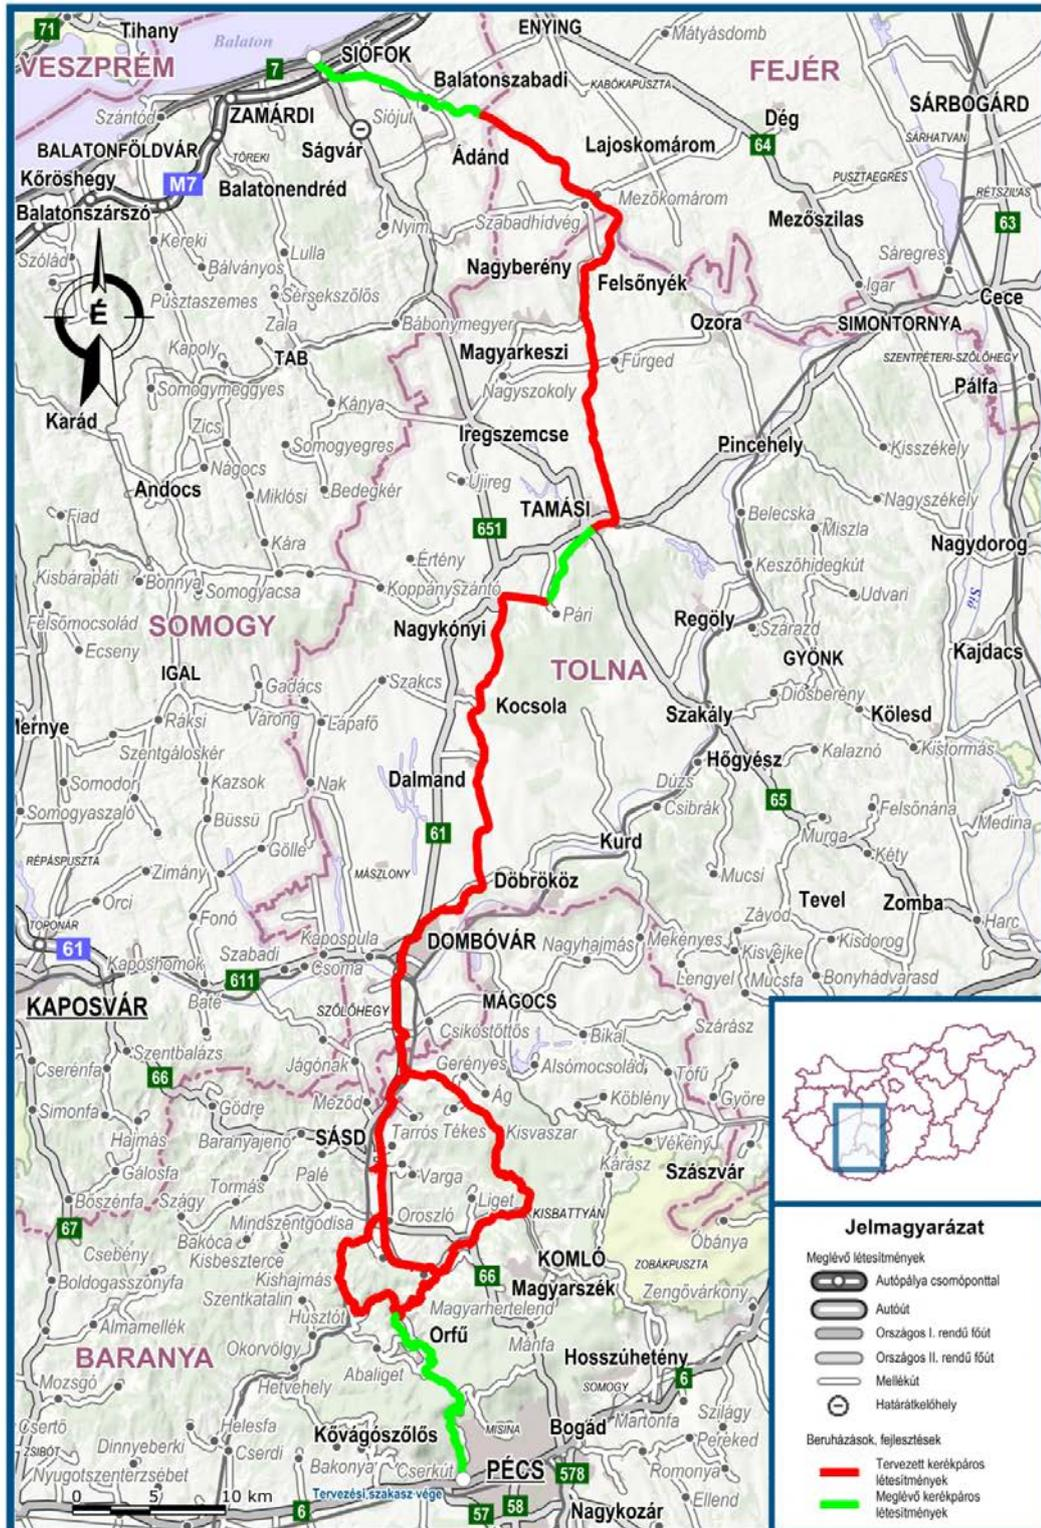 71
Tihany
Balaton
SIÓFOK
ENYING
Mátyásdomb
VESZPRÉM
7
Balatonszabadi
KABÓKAPUSZTA
FEJÉR
Szántód
ZAMÁRDI
Siójut
SÁRBOGÁRD
Dég
BALATONFÖLDVÁR
Ságvár
Ádánd
Lajoskomárom
64
SÁRHATVAN
Kőröshegy
TÖREKI
M7
Balatonendréd
PUSZTAEGRES
RÉTSZILAS
Balatonszárszó
Szabadhídvég
Mezőkomárom
Mezőszilas
63
Kereki
Nyim
Szólád
Lulla
Bálványos
Nagyberény
Felsőnyék
Sáregres
Igar
Cece
É
Pusztaszemes
Sérsekszőlős
Zala
Bábonymegyer
Ozora
SIMONTORNYA
TAB
Kapoly
Magyarkeszi
Fürged
SZENTPÉTERI-SZŐLŐHEGY
Somogymeggyes
Nagyszokoly
Pálfa
Karád
Kánya
Zics
Iregszemcse
Pincehely
Somogyegres
Kisszékely
Nágocs
Andocs
Miklósi
Bedegkér
Újireg
Nagyszékely
Fiad
TAMÁSI
Belecska
651
Miszla
Kára
Nagydorog
Kisbárapáti
Bonnya
Értény
Keszőhidegkút
Somogyacsa
Koppányszántó
Udvari
Sió
Felsőmocsolád
SOMOGY
Nagykónyi
Pári
Regöly
Szárazd
Ecseny
TOLNA
GYÖNK
Kajdacs
IGAL
Gadács
Szakcs
Kocsola
Diósberény
Mernye
Ráksi
Várong
Lápafő
Szakály
Kölesd
Szentgáloskér
Hőgyész
Kalaznó
Kistormás
Somodor
Kazsok
Nak
Dalmand
Dúzs
Csibrák
65
Felsőnána
Somogyaszaló
Büssü
61
Medina
Murga
Gölle
Kurd
Kéty
RÉPÁSPUSZTA
Zimány
MÁSZLONY
Döbrököz
Mucsi
Tevel
Orci
Zomba
Fonó
Závod
Harc
TOPONÁR
Kapospula
DOMBÓVÁR
Nagyhajmás
Mekényes
Kisdorog
61
Szabadi
Kisvejke
Kaposhomok
611
Csoma
Lengyel
Mucsfa
Bonyhádvarasd
Baté
KAPOSVÁR
SZŐLŐHEGY
MÁGOCS
Csikóstőttős
Bikal
Szárász
Szentbalázs
Jágónak
Gerényes
Alsómocsolád
Cserénfa
66
Tófű
Ág
Simonfa
Gödre
Meződ
Köblény
Györe
Hajmás
Baranyajenő
SÁSD
Tarrós
Tékes
Kisvaszar
Vékény
Gálosfa
Palé
Varga
Kárász
Szászvár
Bőszénfa
Tormás
Liget
Szágy
67
Mindszentgodisa
Oroszló
KISBATTYÁN
Csebény
Bakóca
Kisbeszterce
KOMLÓ
Óbánya
Boldogasszonyfa
Kishajmás
66
ZOBÁKPUSZTA
Szentkatalin
Magyarszék
Zengővárkony
Almamellék
Husztót
Magyarhertelend
BARANYA
Orfű
Mánfa
Okorvölgy
Hosszúhetény
Mozsgó
Abaliget
Hetvehely
SOMOGY
6
Csertő
Helesfa
Martonfa
Szilágy
ZSIBÓT
Dinnyeberki
Cserdi
Kővágószőlős
MISINA
Bogád
Pereked
Bakonya
Nyugotszenterzsébet
Cserkút
PÉCS
578
Romonya
0 5 10 km
6
Tervezési szakasz vége
57
58
Nagykozár
Ellend
Jelmagyarázat
Meglévő létesítmények
Autópálya csomóponttal
Autóút
Országos I. rendű főút
Országos II. rendű főút
Mellékút
Határátkelőhely
Beruházások, fejlesztések
Tervezett kerékpáros
létesítmények
Meglévő kerékpáros
létesítmények